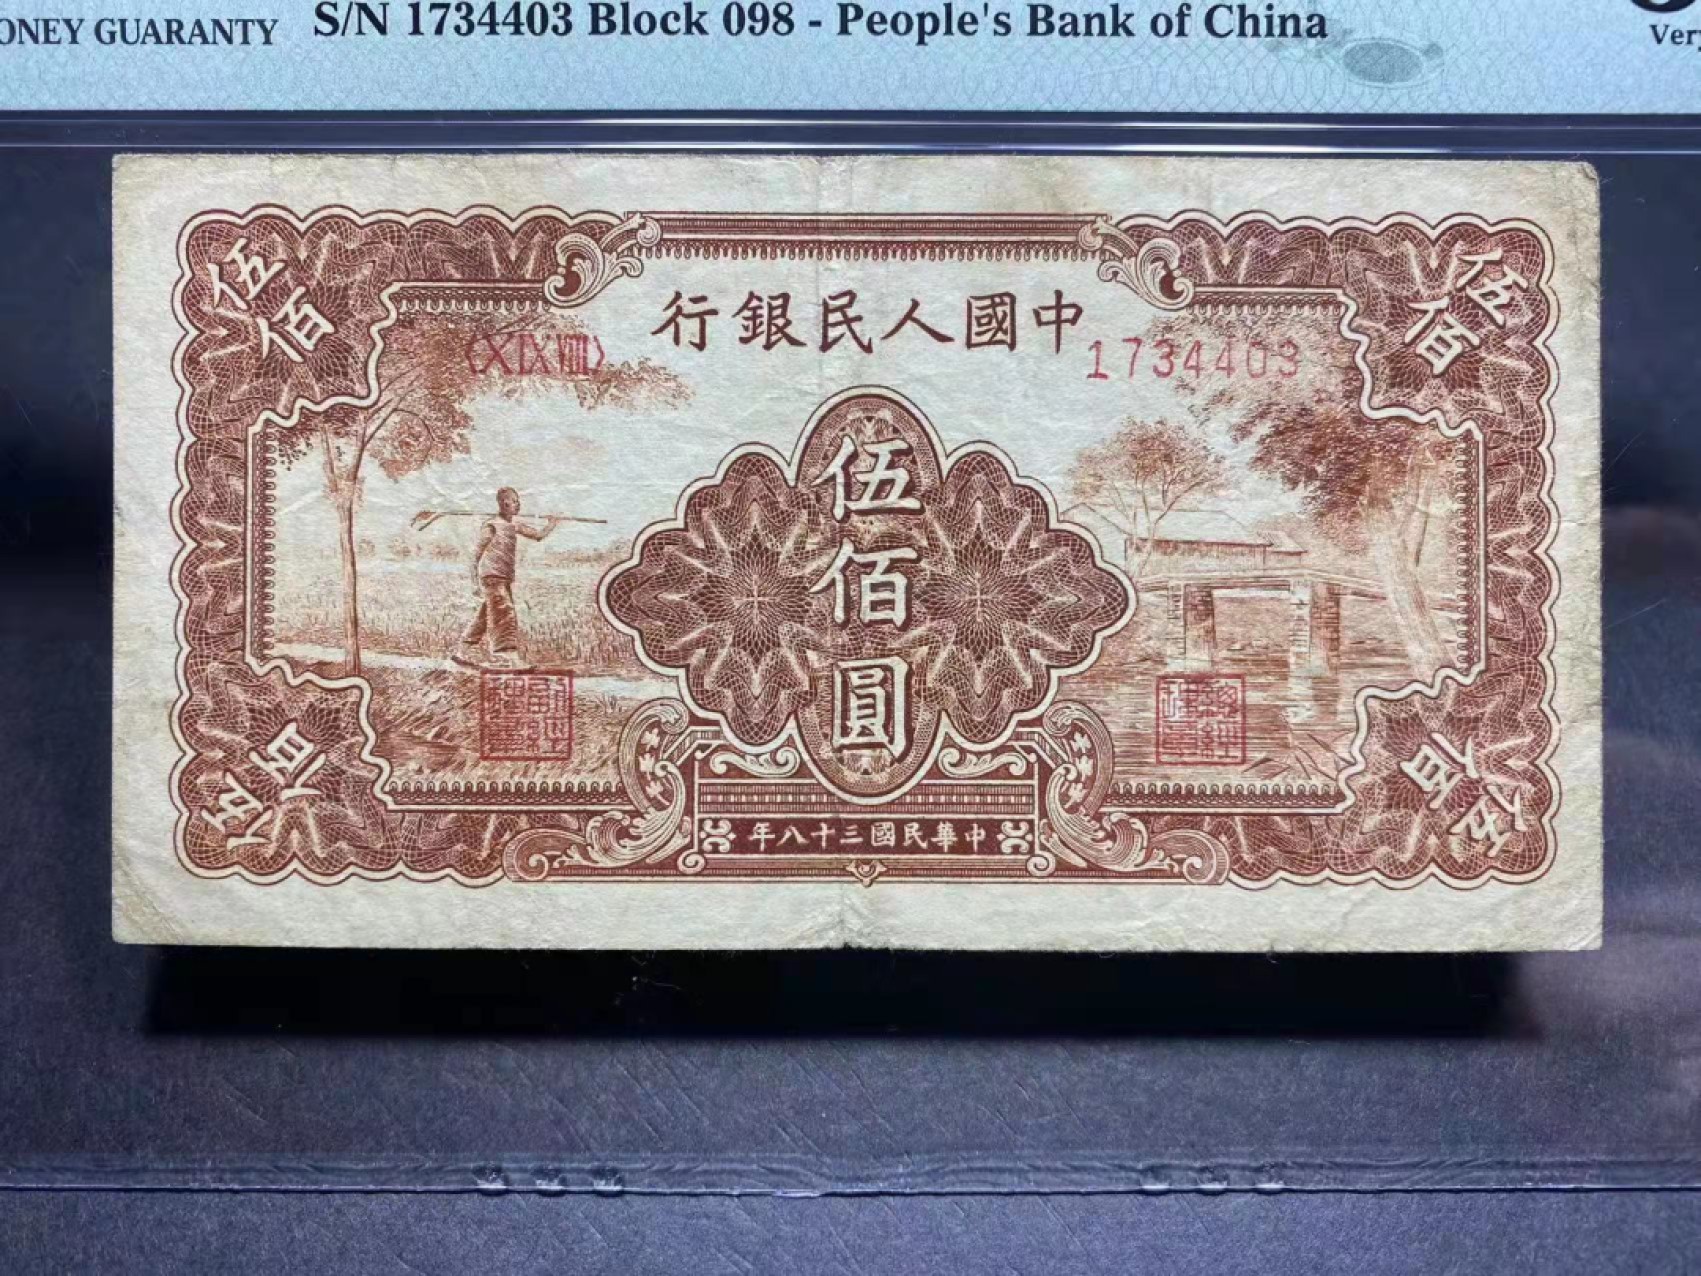 ONEY GUARANTY
S/N 1734403 Block 098 - People's Bank of China
Very
伍佰
伍佰
行銀民人國中
〈XIXVIII〉
1734403
伍佰圓
伍佰
伍佰
年八十三國民華中